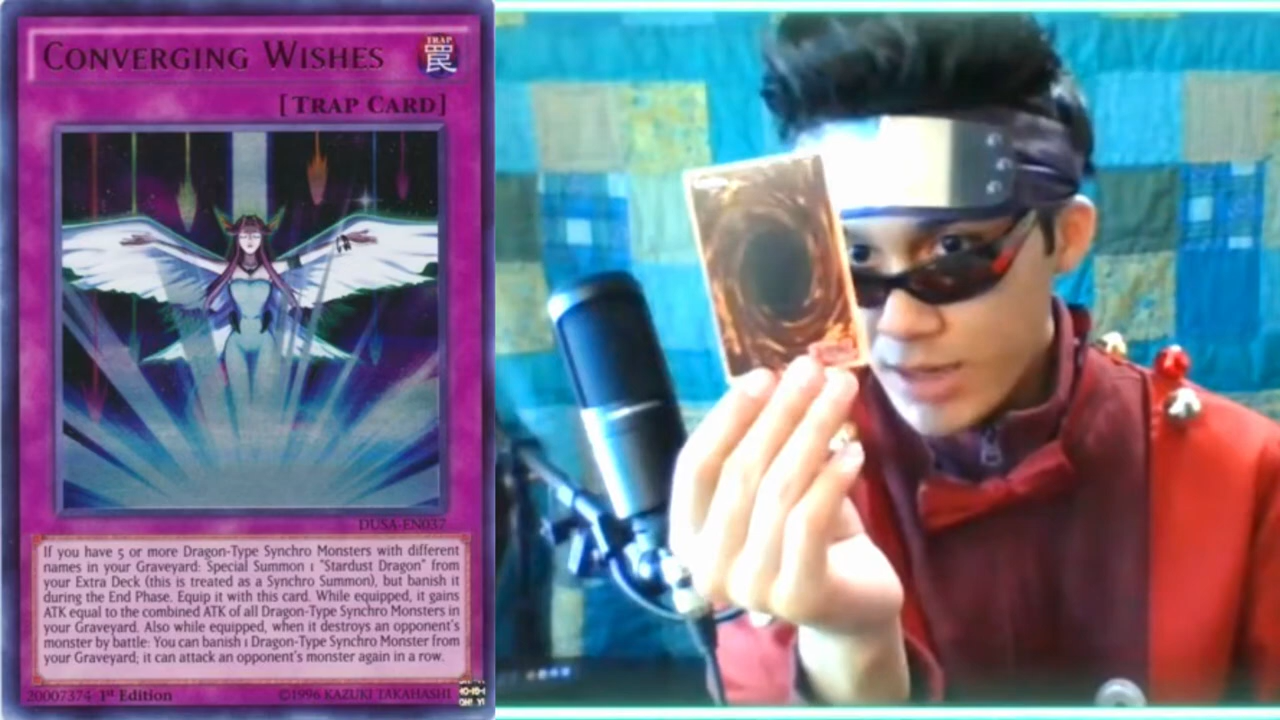 CONVERGING WISHES
TRAP
罠
[TRAP CARD]
DUSA-EN037
If you have 5 or more Dragon-Type Synchro Monsters with different
names in your Graveyard: Special Summon 1 "Stardust Dragon" from
your Extra Deck (this is treated as a Synchro Summon), but banish it
during the End Phase. Equip it with this card. While equipped, it gains
ATK equal to the combined ATK of all Dragon-Type Synchro Monsters in
your Graveyard. Also while equipped, when it destroys an opponent's
monster by battle: You can banish 1 Dragon-Type Synchro Monster from
your Graveyard; it can attack an opponent's monster again in a row.
20007374 1st Edition
©1996 KAZUKI TAKAHASHI